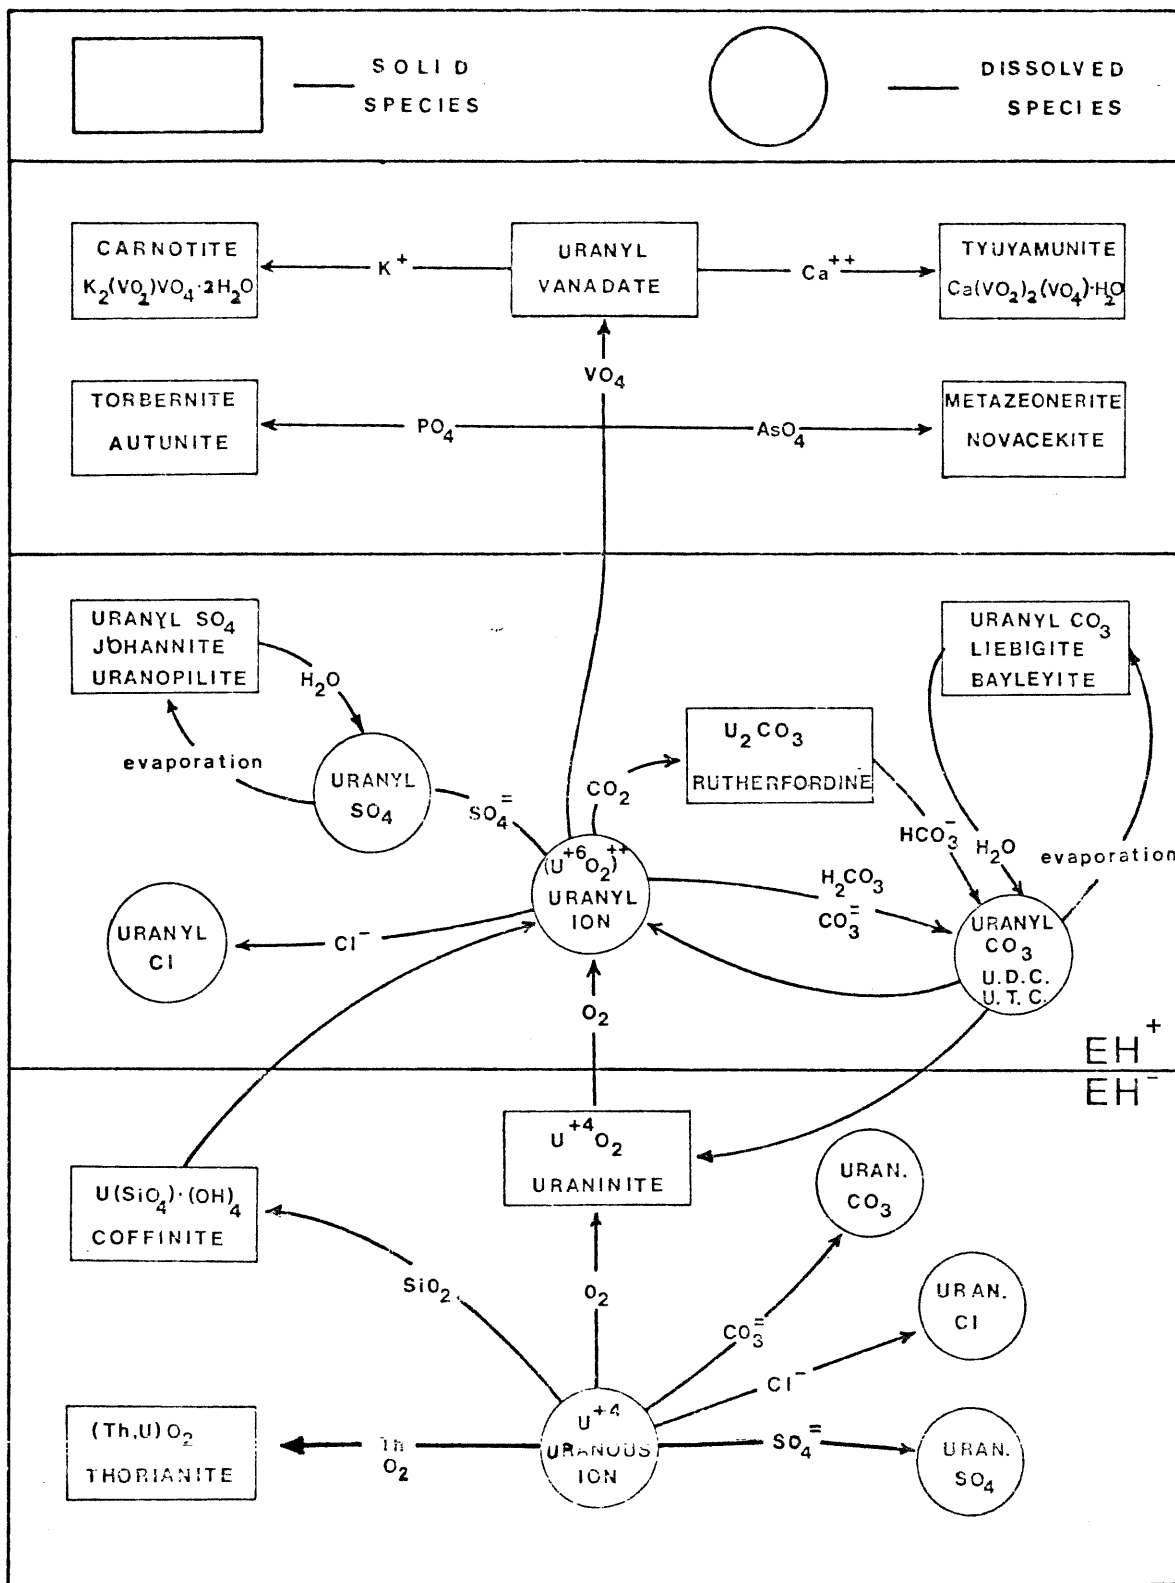 SOLID
SPECIES
DISSOLVED
SPECIES
CARNOTITE
K₂(VO₂)VO₄·2H₂O
K⁺
URANYL
VANADATE
Ca⁺⁺
TYUYAMUNITE
Ca(VO₂)₂(VO₄)·H₂O
VO₄
TORBERNITE
AUTUNITE
PO₄
AsO₄
METAZEONERITE
NOVACEKITE
URANYL SO₄
JOHANNITE
URANOPILITE
H₂O
evaporation
URANYL
SO₄
SO₄⁼
URANYL CO₃
LIEBIGITE
BAYLEYITE
U₂CO₃
RUTHERFORDINE
CO₂
HCO₃⁻
H₂O
evaporation
(U⁺⁶O₂)⁺⁺
URANYL
ION
H₂CO₃
CO₃⁼
URANYL
CO₃
U.D.C.
U.T.C.
URANYL
Cl
Cl⁻
O₂
EH⁺
EH⁻
U⁺⁴O₂
URANINITE
URAN.
CO₃
U(SiO₄)·(OH)₄
COFFINITE
SiO₂
O₂
CO₃⁼
URAN.
Cl
Cl⁻
(Th,U)O₂
THORIANITE
Th
O₂
U⁺⁴
URANOUS
ION
SO₄⁼
URAN.
SO₄